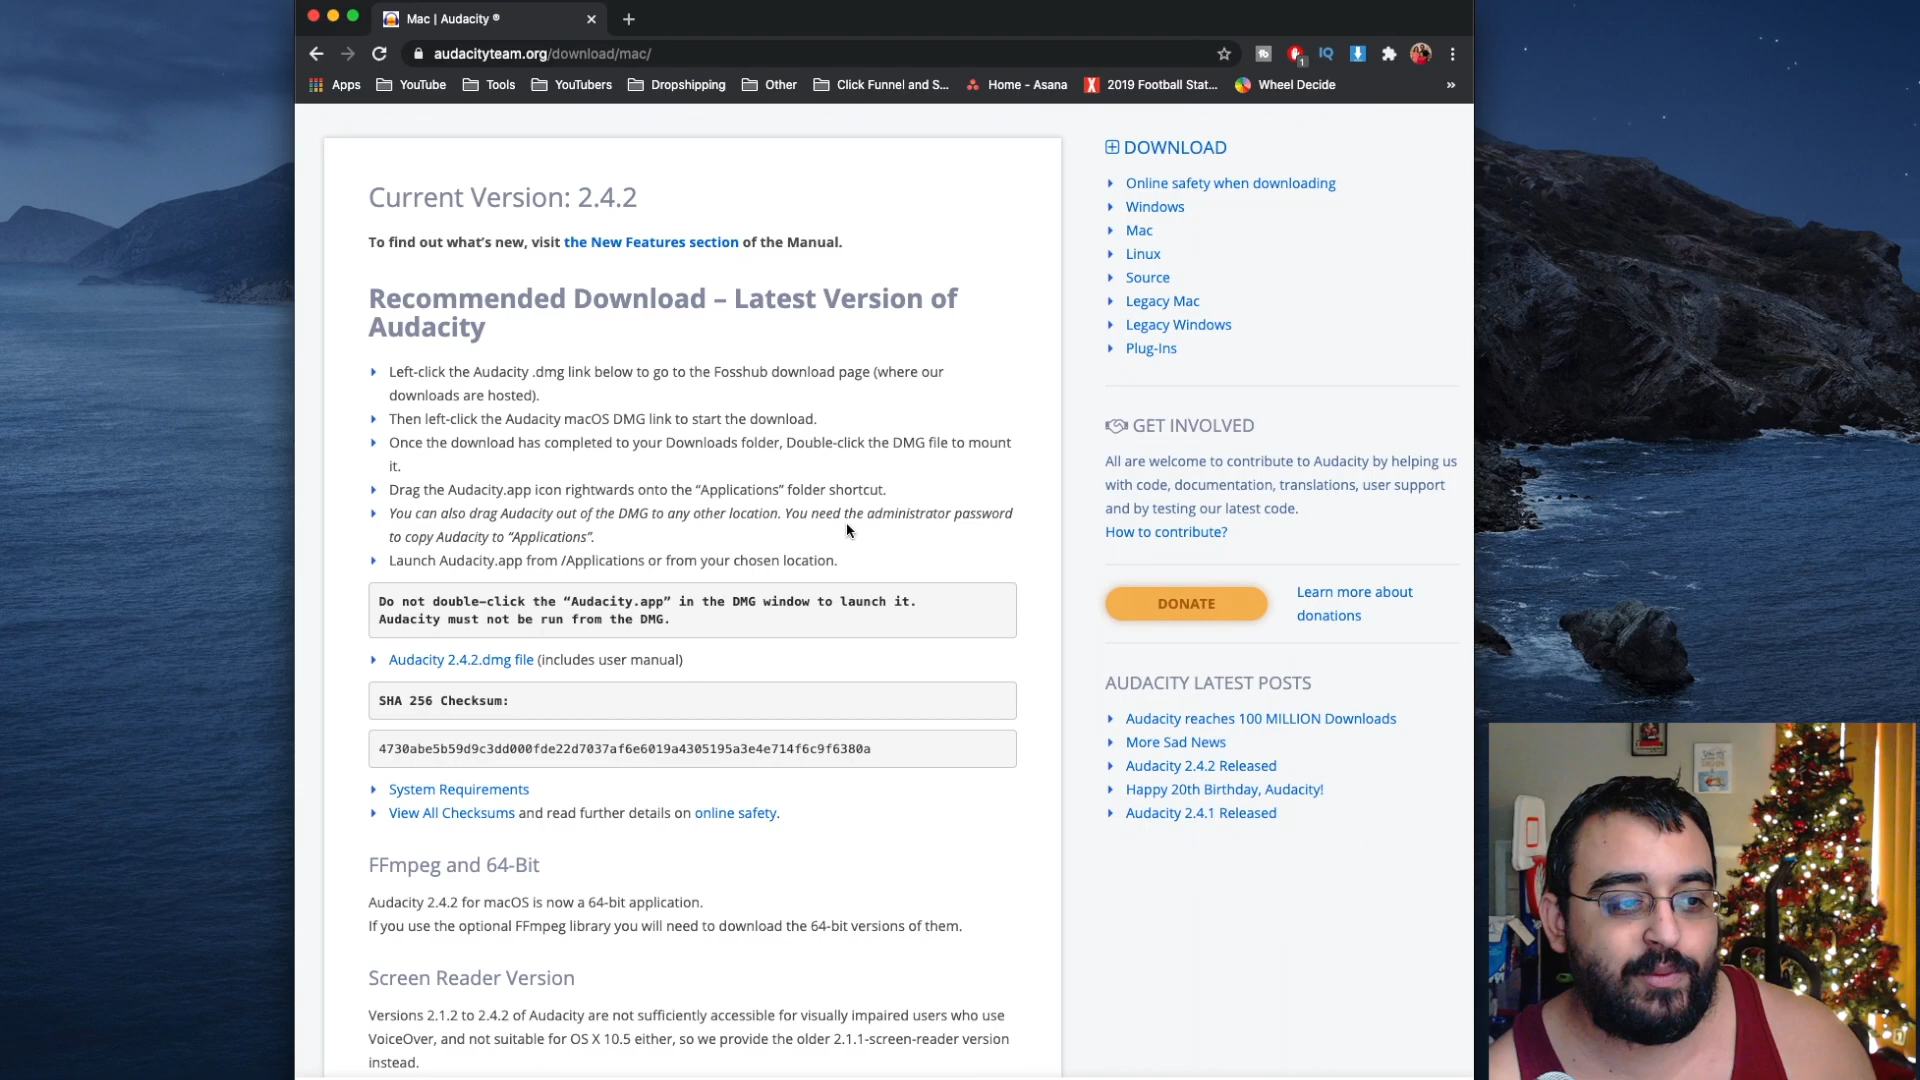 Mac | Audacity ®
audacityteam.org/download/mac/
1
Apps YouTube Tools YouTubers Dropshipping Other Click Funnel and S... Home - Asana 2019 Football Stat... Wheel Decide »
Current Version: 2.4.2
To find out what's new, visit the New Features section of the Manual.
Recommended Download – Latest Version of
Audacity
Left-click the Audacity .dmg link below to go to the Fosshub download page (where our
downloads are hosted).
Then left-click the Audacity macOS DMG link to start the download.
Once the download has completed to your Downloads folder, Double-click the DMG file to mount
it.
Drag the Audacity.app icon rightwards onto the “Applications” folder shortcut.
You can also drag Audacity out of the DMG to any other location. You need the administrator password
to copy Audacity to “Applications”.
Launch Audacity.app from /Applications or from your chosen location.
Do not double–click the “Audacity.app” in the DMG window to launch it.
Audacity must not be run from the DMG.
Audacity 2.4.2.dmg file (includes user manual)
SHA 256 Checksum:
4730abe5b59d9c3dd000fde22d7037af6e6019a4305195a3e4e714f6c9f6380a
System Requirements
View All Checksums and read further details on online safety.
FFmpeg and 64-Bit
Audacity 2.4.2 for macOS is now a 64-bit application.
If you use the optional FFmpeg library you will need to download the 64-bit versions of them.
Screen Reader Version
Versions 2.1.2 to 2.4.2 of Audacity are not sufficiently accessible for visually impaired users who use
VoiceOver, and not suitable for OS X 10.5 either, so we provide the older 2.1.1-screen-reader version
instead.
DOWNLOAD
Online safety when downloading
Windows
Mac
Linux
Source
Legacy Mac
Legacy Windows
Plug-Ins
GET INVOLVED
All are welcome to contribute to Audacity by helping us
with code, documentation, translations, user support
and by testing our latest code.
How to contribute?
DONATE
Learn more about
donations
AUDACITY LATEST POSTS
Audacity reaches 100 MILLION Downloads
More Sad News
Audacity 2.4.2 Released
Happy 20th Birthday, Audacity!
Audacity 2.4.1 Released